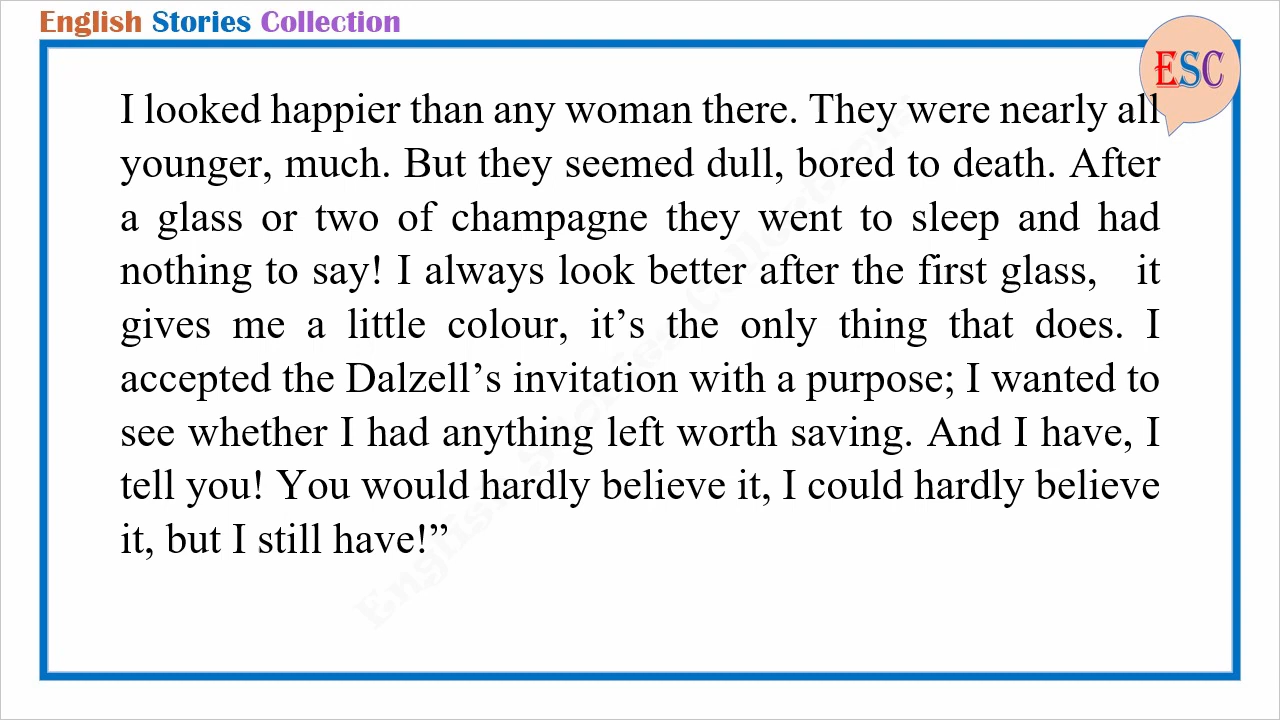 English Stories Collection
ESC
I looked happier than any woman there. They were nearly all
younger, much. But they seemed dull, bored to death. After
a glass or two of champagne they went to sleep and had
nothing to say! I always look better after the first glass, it
gives me a little colour, it’s the only thing that does. I
accepted the Dalzell’s invitation with a purpose; I wanted to
see whether I had anything left worth saving. And I have, I
tell you! You would hardly believe it, I could hardly believe
it, but I still have!”
English Stories Collection